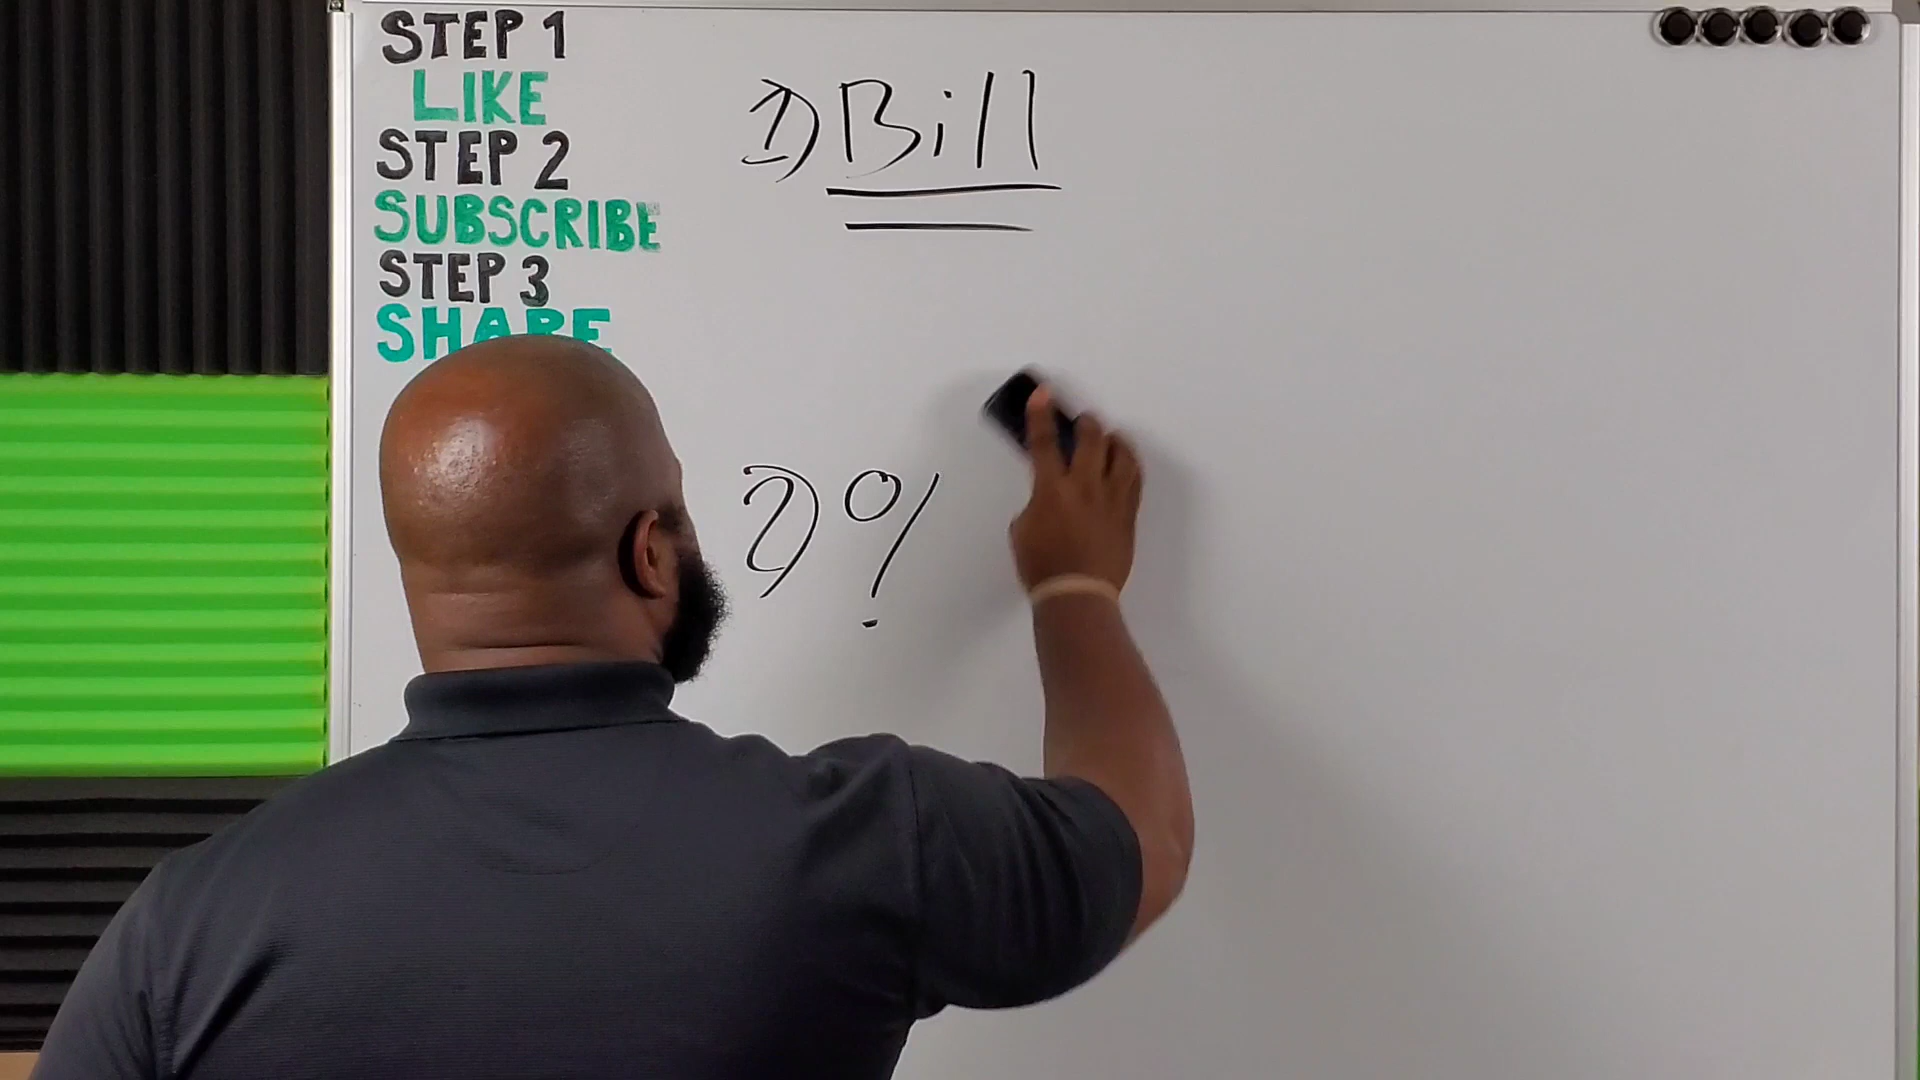 STEP 1
LIKE
STEP 2
SUBSCRIBE
STEP 3
SHARE
1) Bill
2) %